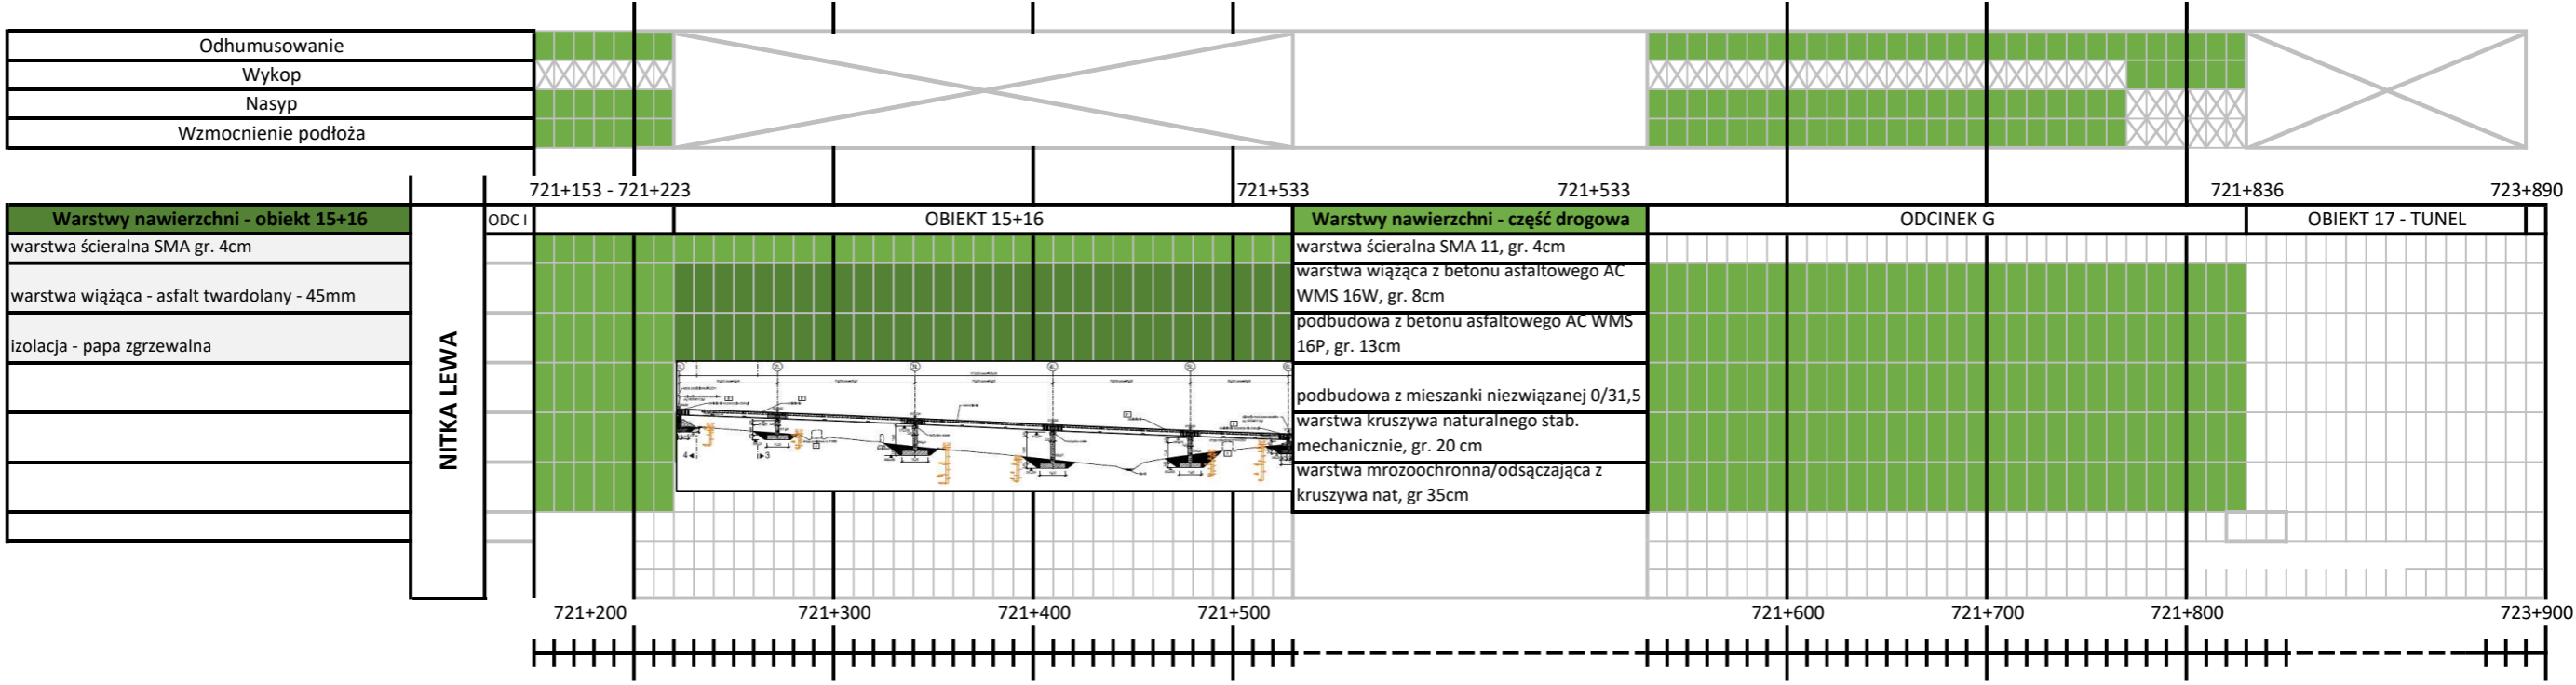 Odhumusowanie
Wykop
Nasyp
Wzmocnienie podłoża
721+153 - 721+223
721+533
721+533
721+836
723+890
Warstwy nawierzchni - obiekt 15+16
ODC I
OBIEKT 15+16
Warstwy nawierzchni - część drogowa
ODCINEK G
OBIEKT 17 - TUNEL
warstwa ścieralna SMA gr. 4cm
warstwa wiążąca - asfalt twardolany - 45mm
izolacja - papa zgrzewalna
NITKA LEWA
warstwa ścieralna SMA 11, gr. 4cm
warstwa wiąząca z betonu asfaltowego AC
WMS 16W, gr. 8cm
podbudowa z betonu asfaltowego AC WMS
16P, gr. 13cm
podbudowa z mieszanki niezwiązanej 0/31,5
warstwa kruszywa naturalnego stab.
mechanicznie, gr. 20 cm
warstwa mrozoochronna/odsączająca z
kruszywa nat, gr 35cm
721+200
721+300
721+400
721+500
721+600
721+700
721+800
723+900